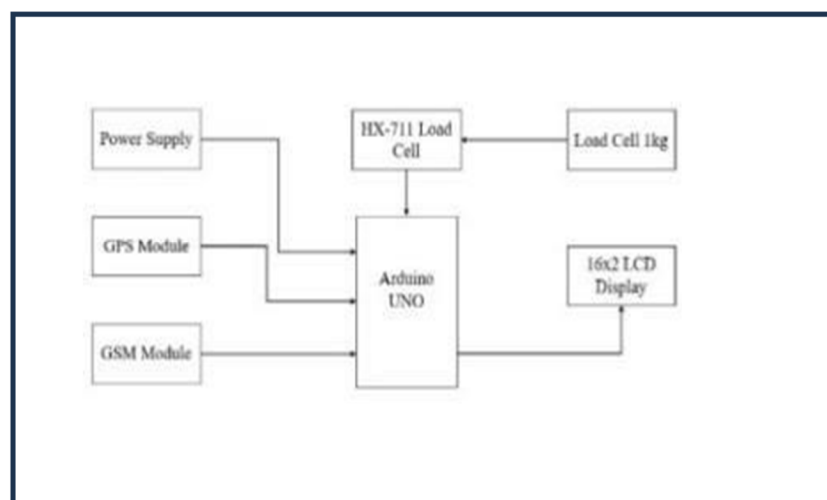 Power Supply
HX-711 Load
Cell
Load Cell 1kg
GPS Module
Arduino
UNO
16x2 LCD
Display
GSM Module